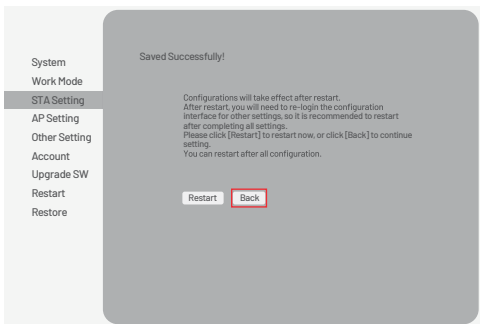 System
Work Mode
STA Setting
AP Setting
Other Setting
Account
Upgrade SW
Restart
Restore
Saved Successfully!
Configurations will take effect after restart.
After restart, you will need to re-login the configuration
interface for other settings, so it is recommended to restart
after completing all settings.
Please click [Restart] to restart now, or click [Back] to continue
setting.
You can restart after all configuration.
Restart Back